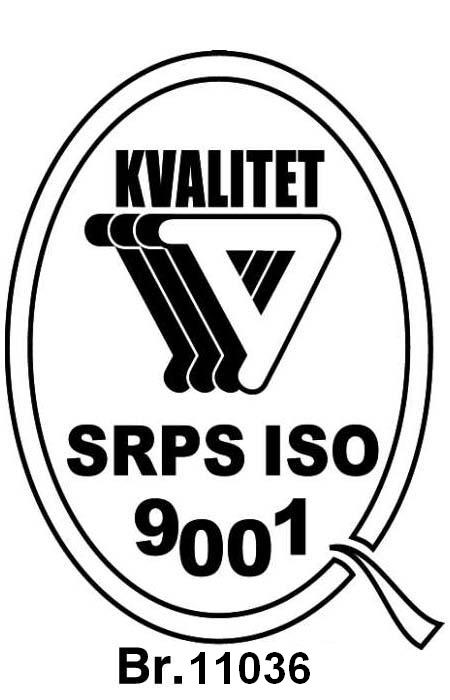 KVALITET
SRPS ISO
9001
Br.11036